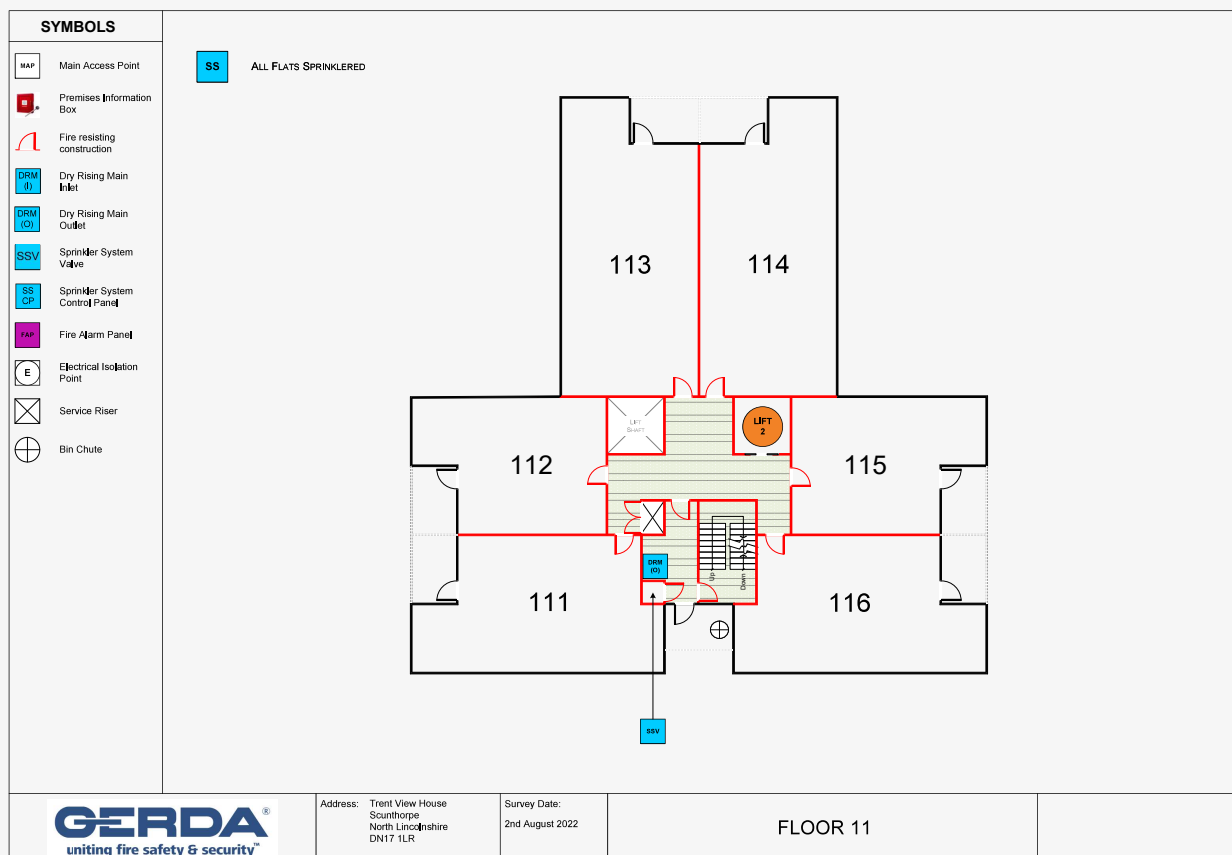 SYMBOLS
MAP
Main Access Point
Premises Information
Box
Fire resisting
construction
DRM
(I)
Dry Rising Main
Inlet
DRM
(O)
Dry Rising Main
Outlet
SSV
Sprinkler System
Valve
SS
CP
Sprinkler System
Control Panel
FAP
Fire Alarm Panel
E
Electrical Isolation
Point
Service Riser
Bin Chute
SS
ALL FLATS SPRINKLERED
113
114
LIFT
SHAFT
LIFT
2
112
115
DRM
(O)
Up
Down
111
116
SSV
GERDA®
uniting fire safety & security™
Address:
Trent View House
Scunthorpe
North Lincolnshire
DN17 1LR
Survey Date:
2nd August 2022
FLOOR 11